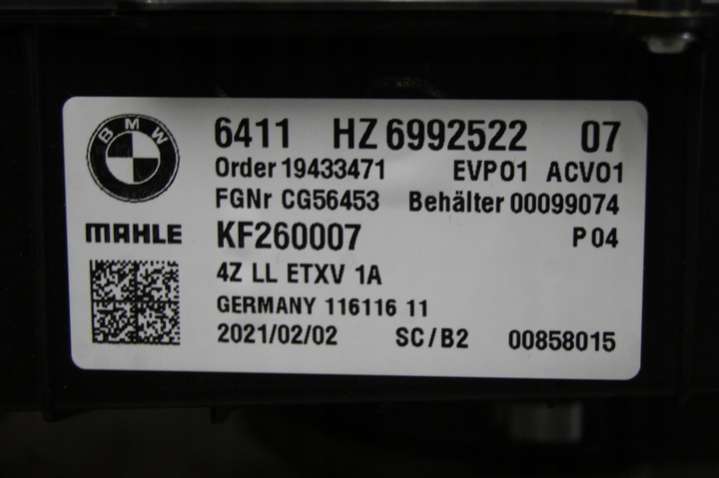 BMW
6411 HZ 6992522 07
Order 19433471 EVP01 ACV01
FGNr CG56453 Behälter 00099074
MAHLE KF260007 P 04
4Z LL ETXV 1A
GERMANY 116116 11
2021/02/02 SC/B2 00858015